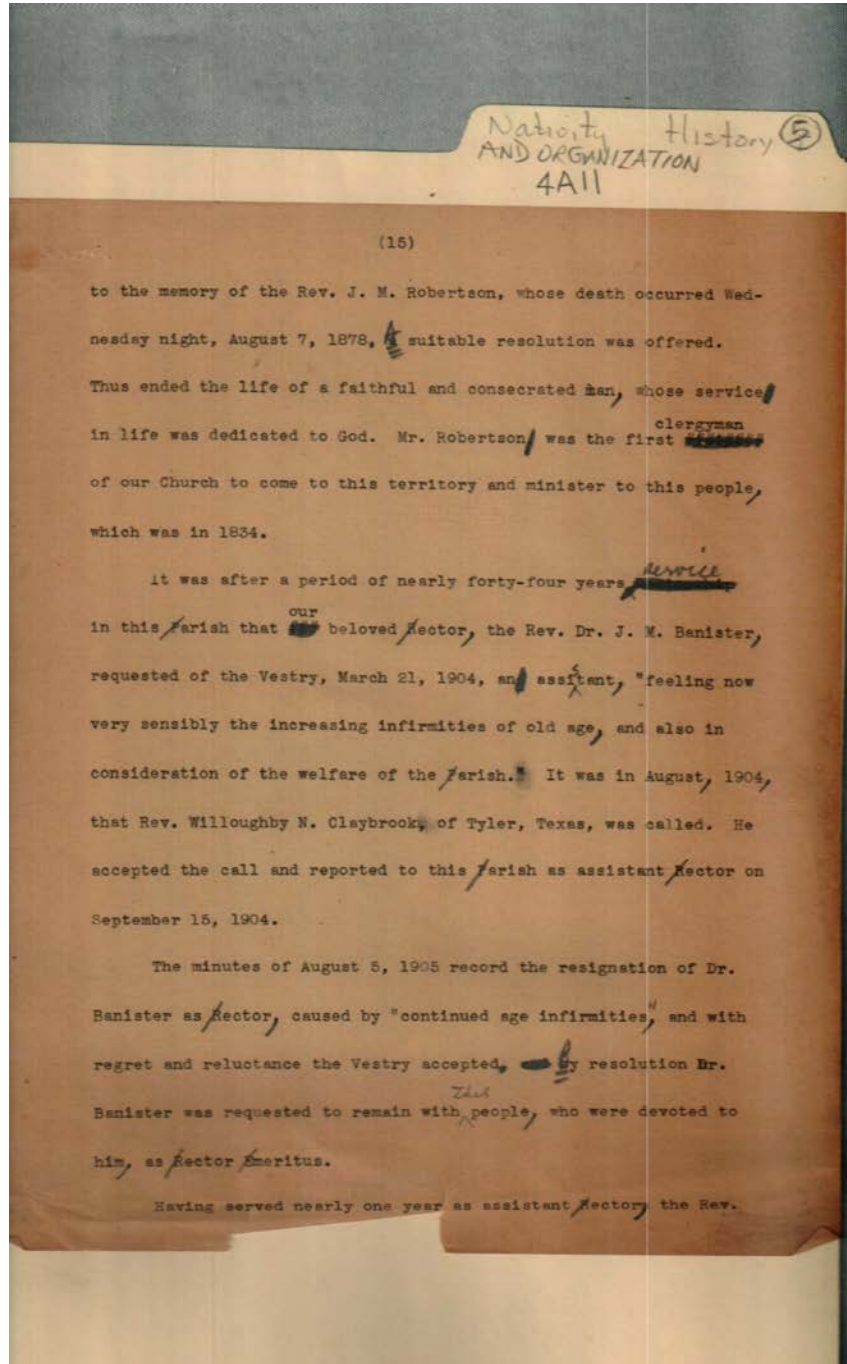 Nativity History 5
AND ORGANIZATION
4A11
(15)
to the memory of the Rev. J. M. Robertson, whose death occurred Wed-
nesday night, August 7, 1878, A suitable resolution was offered.
Thus ended the life of a faithful and consecrated man, whose service
clergyman
in life was dedicated to God. Mr. Robertson was the first
of our Church to come to this territory and minister to this people,
which was in 1834.
service
It was after a period of nearly forty-four years
our
in this Parish that beloved Rector, the Rev. Dr. J. M. Banister,
requested of the Vestry, March 21, 1904, an assistant, "feeling now
very sensibly the increasing infirmities of old age, and also in
consideration of the welfare of the Parish." It was in August, 1904,
that Rev. Willoughby N. Claybrook, of Tyler, Texas, was called. He
accepted the call and reported to this Parish as assistant Rector on
September 15, 1904.
The minutes of August 5, 1905 record the resignation of Dr.
Banister as Rector, caused by "continued age infirmities," and with
regret and reluctance the Vestry accepted. By resolution Dr.
Banister was requested to remain with people, who were devoted to
him, as Rector Emeritus.
Having served nearly one year as assistant Rector, the Rev.